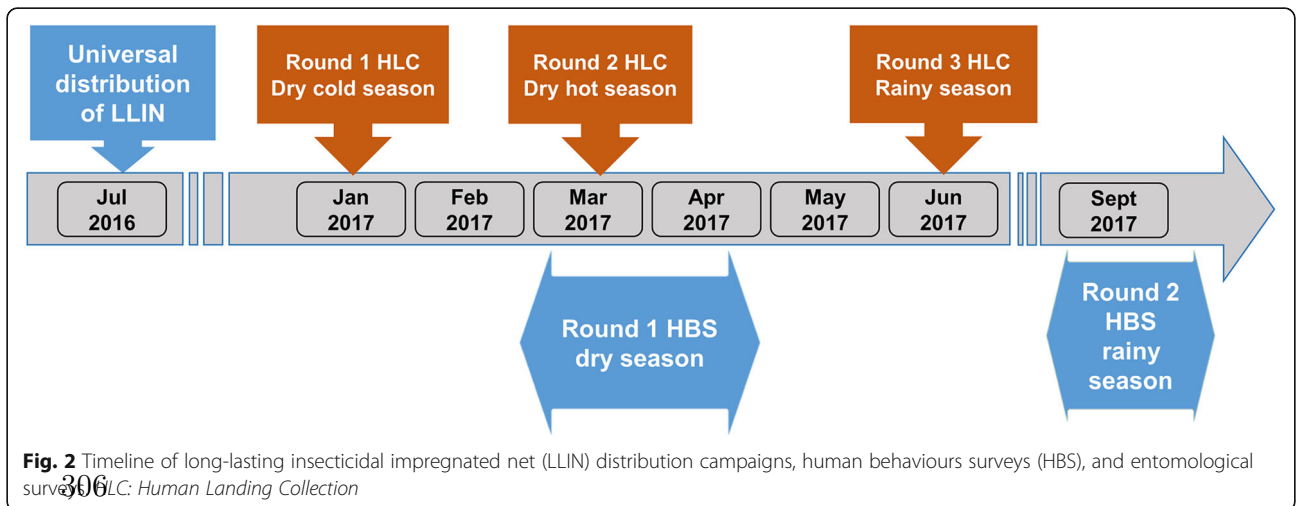 Universal
distribution
of LLIN
Round 1 HLC
Dry cold season
Round 2 HLC
Dry hot season
Round 3 HLC
Rainy season
Jul
2016
Jan
2017
Feb
2017
Mar
2017
Apr
2017
May
2017
Jun
2017
Sept
2017
Round 1 HBS
dry season
Round 2
HBS
rainy
season
Fig. 2 Timeline of long-lasting insecticidal impregnated net (LLIN) distribution campaigns, human behaviours surveys (HBS), and entomological
306 : Human Landing Collection